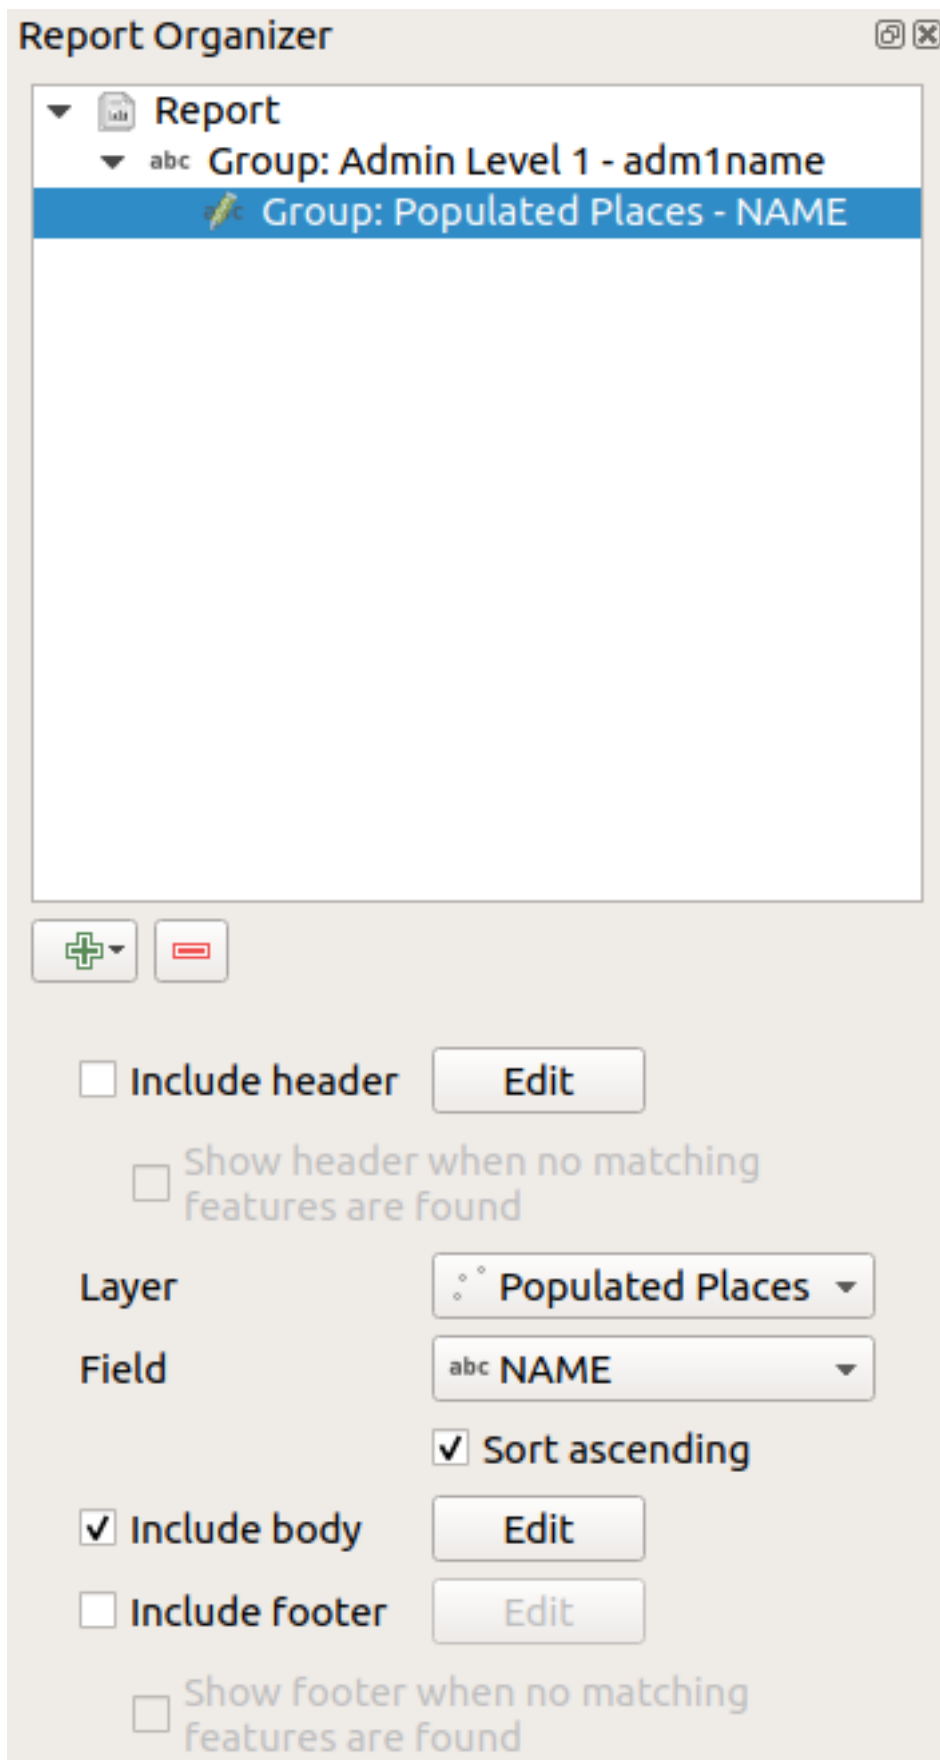 Report Organizer
Report
abc Group: Admin Level 1 - adm1name
Group: Populated Places - NAME
Include header Edit
Show header when no matching
features are found
Layer Populated Places
Field abc NAME
Sort ascending
Include body Edit
Include footer Edit
Show footer when no matching
features are found